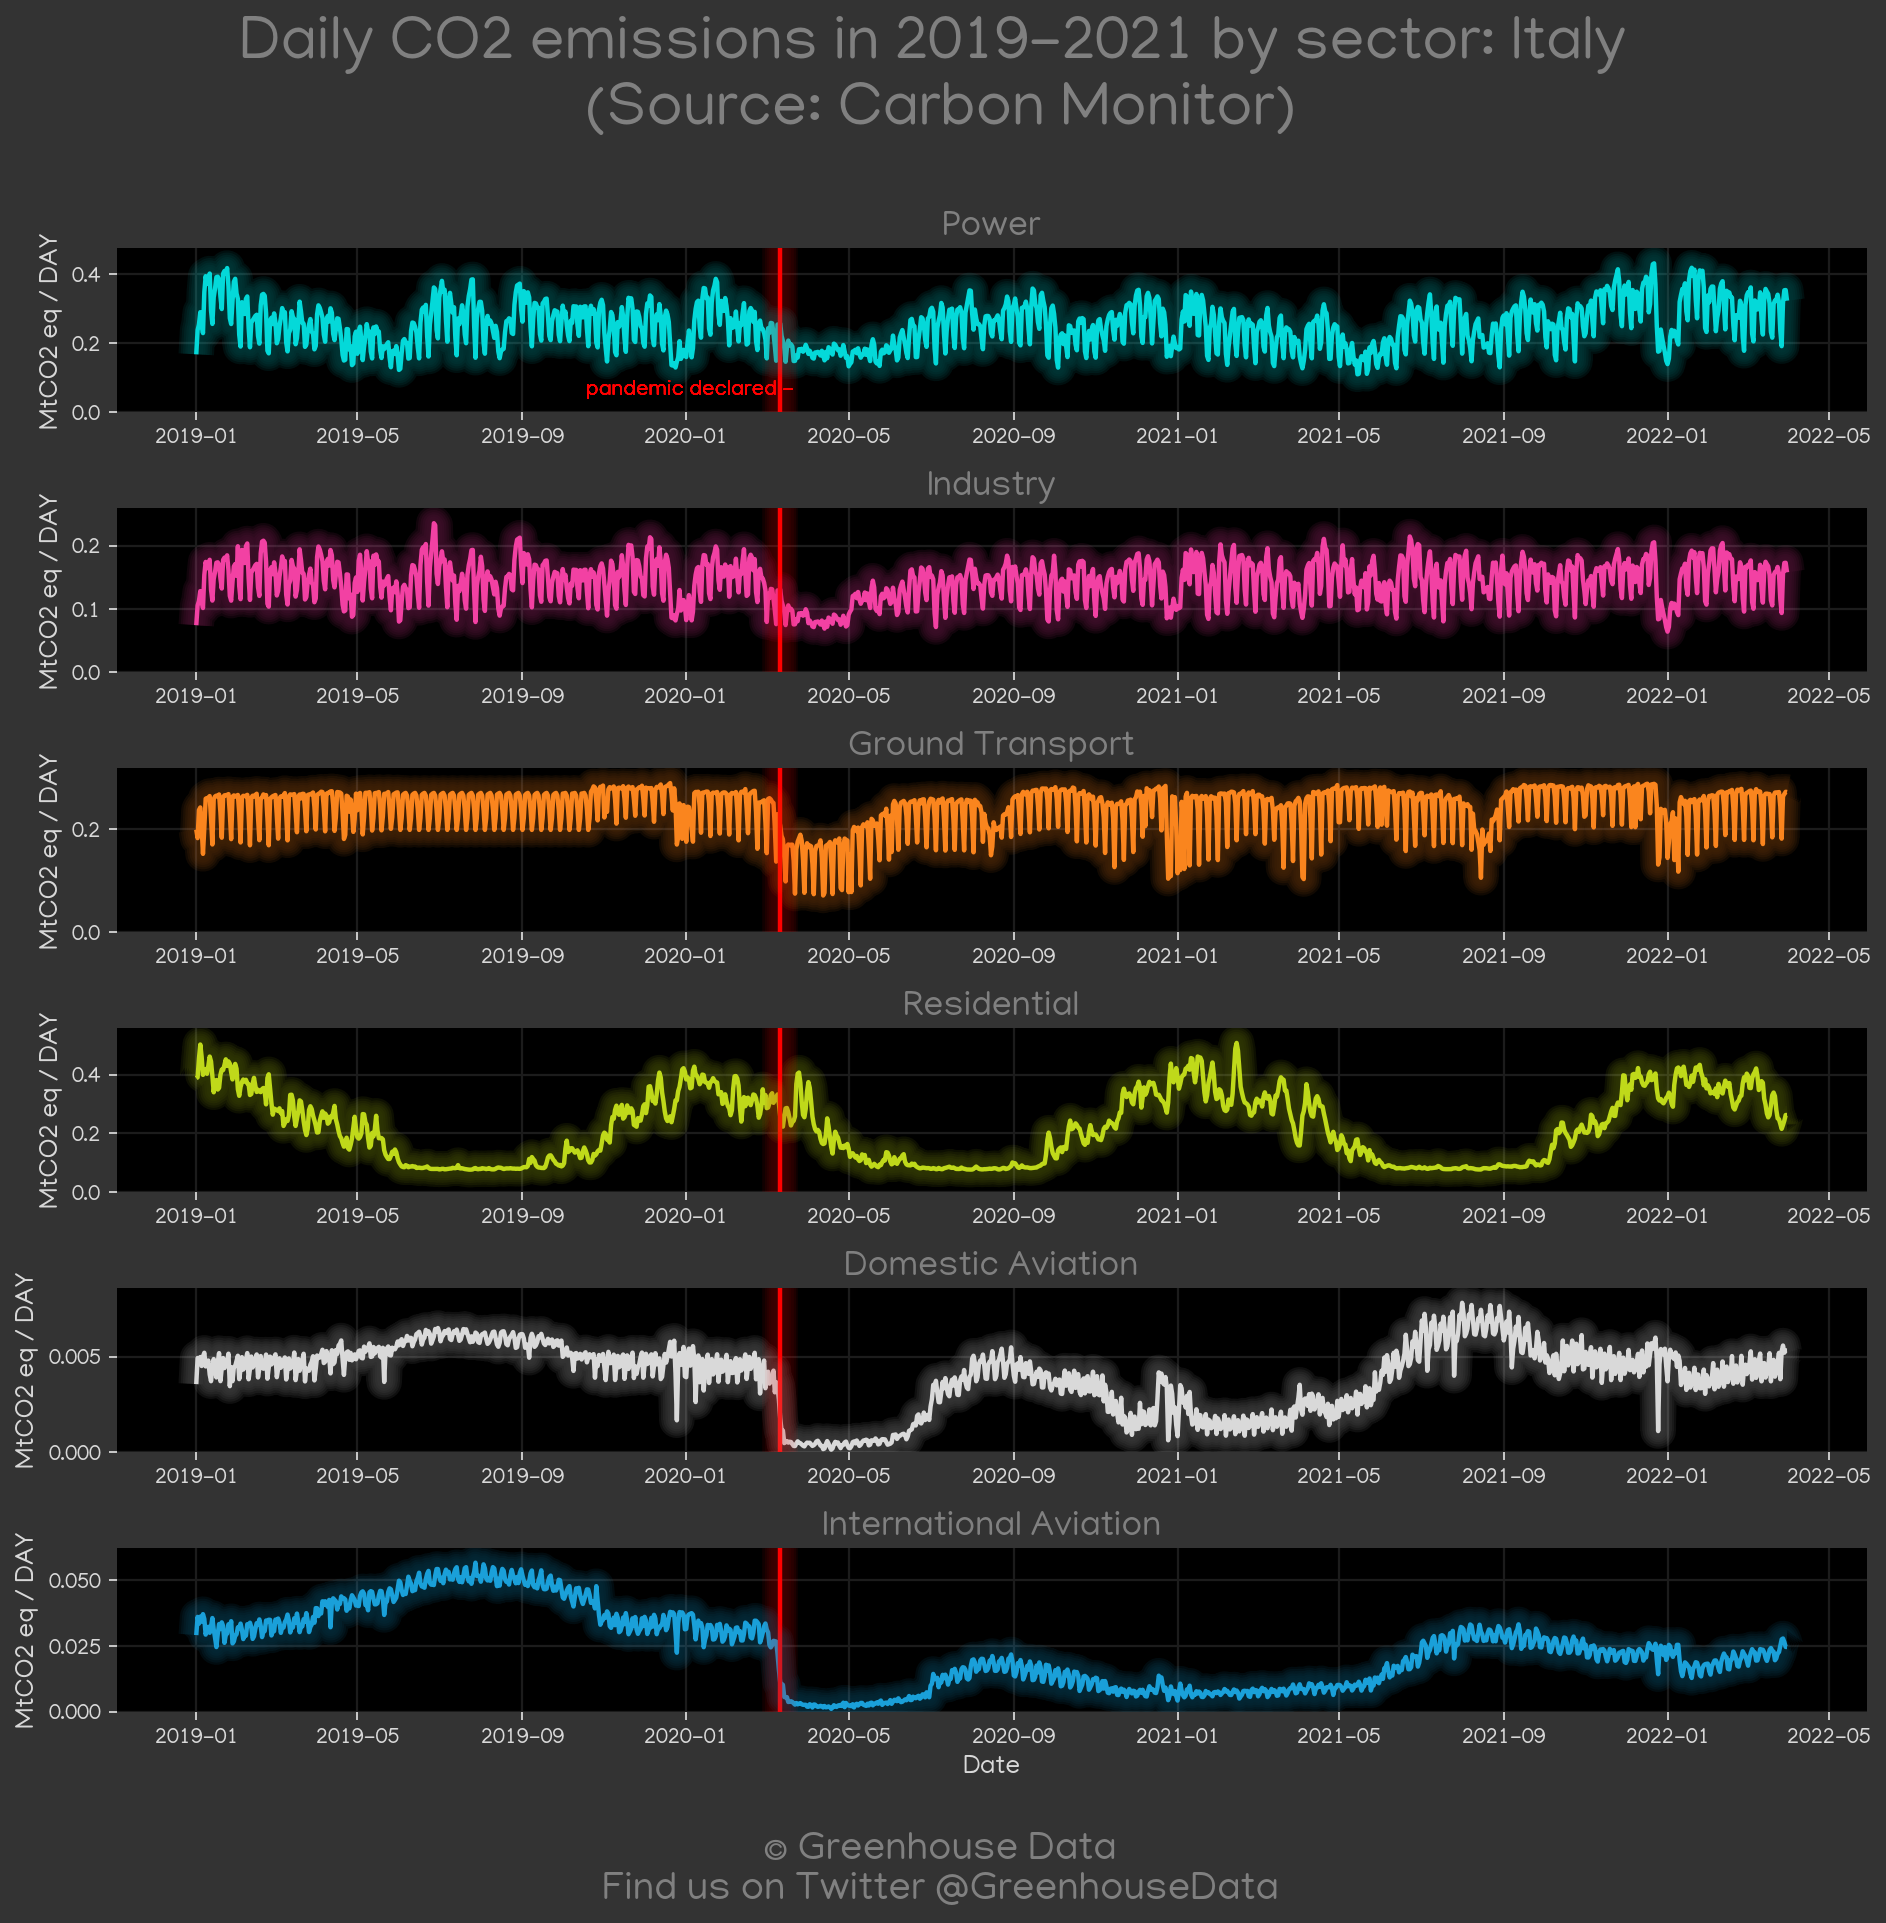 Daily CO2 emissions in 2019-2021 by sector: Italy
(Source: Carbon Monitor)
Power
MtCO2 eq / DAY
0.4
0.2
0.0
pandemic declared -
2019-01 2019-05 2019-09 2020-01 2020-05 2020-09 2021-01 2021-05 2021-09 2022-01 2022-05
Industry
MtCO2 eq / DAY
0.2
0.1
0.0
2019-01 2019-05 2019-09 2020-01 2020-05 2020-09 2021-01 2021-05 2021-09 2022-01 2022-05
Ground Transport
MtCO2 eq / DAY
0.2
0.0
2019-01 2019-05 2019-09 2020-01 2020-05 2020-09 2021-01 2021-05 2021-09 2022-01 2022-05
Residential
MtCO2 eq / DAY
0.4
0.2
0.0
2019-01 2019-05 2019-09 2020-01 2020-05 2020-09 2021-01 2021-05 2021-09 2022-01 2022-05
Domestic Aviation
MtCO2 eq / DAY
0.005
0.000
2019-01 2019-05 2019-09 2020-01 2020-05 2020-09 2021-01 2021-05 2021-09 2022-01 2022-05
International Aviation
MtCO2 eq / DAY
0.050
0.025
0.000
2019-01 2019-05 2019-09 2020-01 2020-05 2020-09 2021-01 2021-05 2021-09 2022-01 2022-05
Date
© Greenhouse Data
Find us on Twitter @GreenhouseData